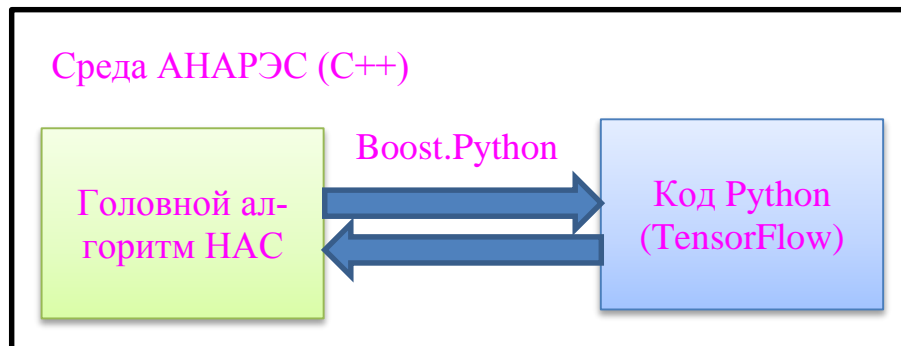 Среда АНАРЭС (C++)
Boost.Python
Головной ал-
горитм НАС
Код Python
(TensorFlow)